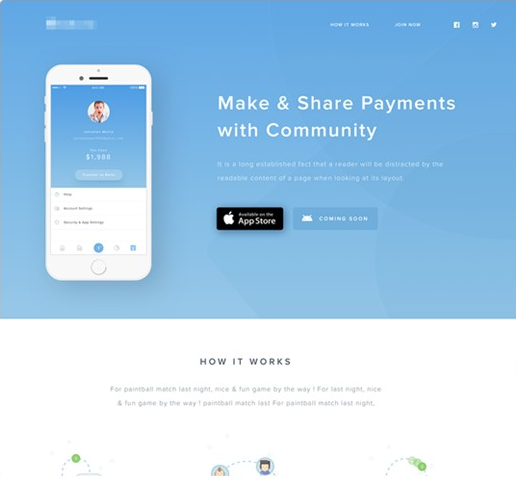 HOW IT WORKS
JOIN NOW
Make & Share Payments
with Community
It is a long established fact that a reader will be distracted by the
readable content of a page when looking at its layout.
Available on the
App Store
COMING SOON
$1,988
Help
Account Settings
Security & App Settings
HOW IT WORKS
For paintball match last night, nice & fun game by the way ! For last night, nice
& fun game by the way ! paintball match last For paintball match last night,